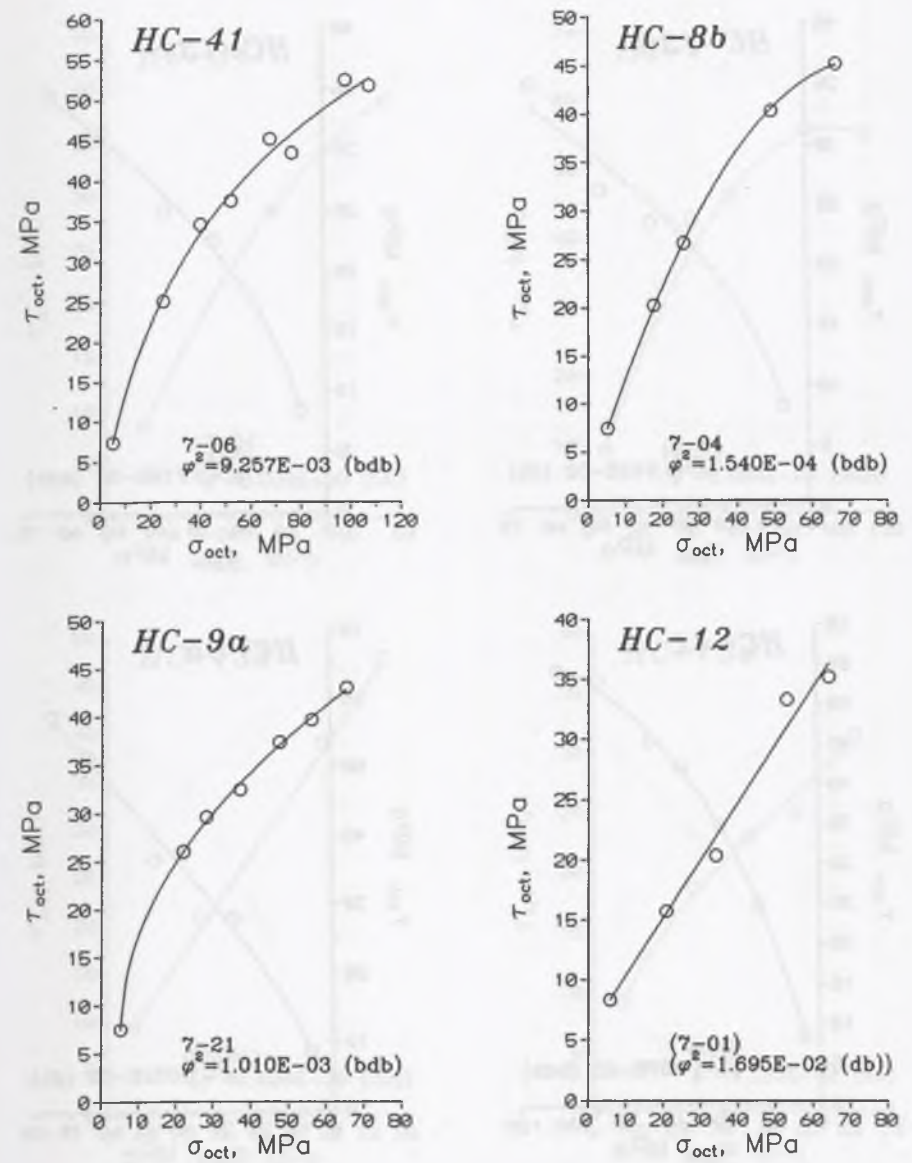 HC-41
60
55
50
45
40
35
30
25
20
15
10
5
0
τoct, MPa
7-06
φ²=9.257E-03 (bdb)
0 20 40 60 80 100 120
σoct, MPa
HC-8b
50
45
40
35
30
25
20
15
10
5
0
τoct, MPa
7-04
φ²=1.540E-04 (bdb)
0 10 20 30 40 50 60 70 80
σoct, MPa
HC-9a
50
45
40
35
30
25
20
15
10
5
0
τoct, MPa
7-21
φ²=1.010E-03 (bdb)
0 10 20 30 40 50 60 70 80
σoct, MPa
HC-12
40
35
30
25
20
15
10
5
0
τoct, MPa
(7-01)
(φ²=1.695E-02 (db))
0 10 20 30 40 50 60 70 80
σoct, MPa